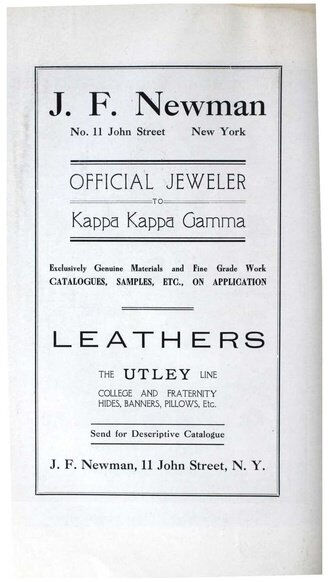 J. F. Newman
No. 11 John Street New York
OFFICIAL JEWELER
TO
Kappa Kappa Gamma
Exclusively Genuine Materials and Fine Grade Work
CATALOGUES, SAMPLES, ETC., ON APPLICATION
LEATHERS
THE UTLEY LINE
COLLEGE AND FRATERNITY
HIDES, BANNERS, PILLOWS, Etc.
Send for Descriptive Catalogue
J. F. Newman, 11 John Street, N. Y.